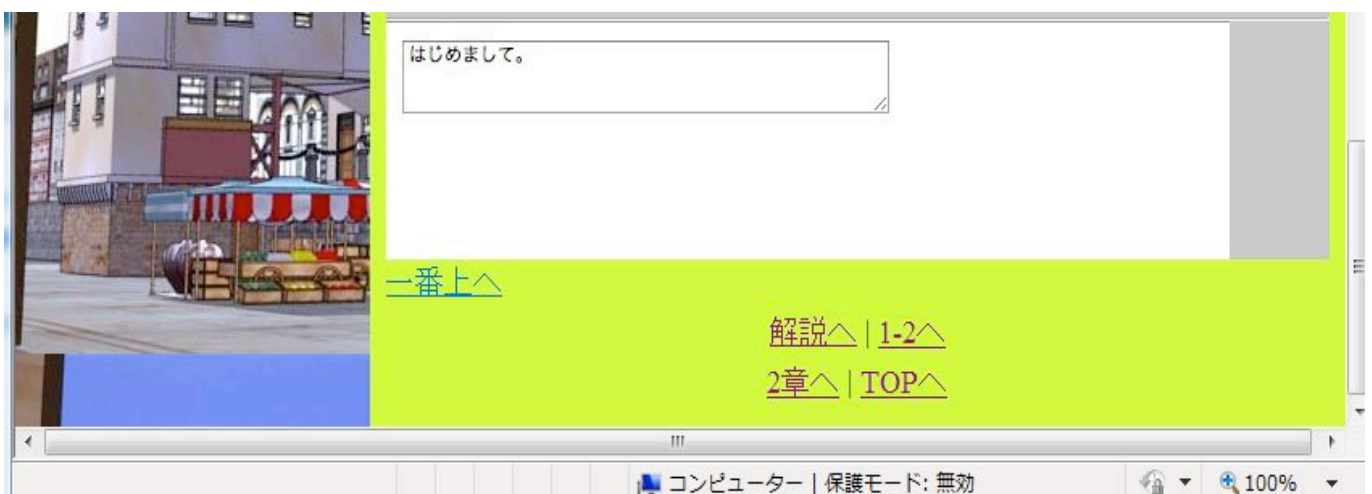 はじめまして。
一番上へ
解説へ | 1-2へ
2章へ | TOPへ
コンピューター | 保護モード: 無効
100%